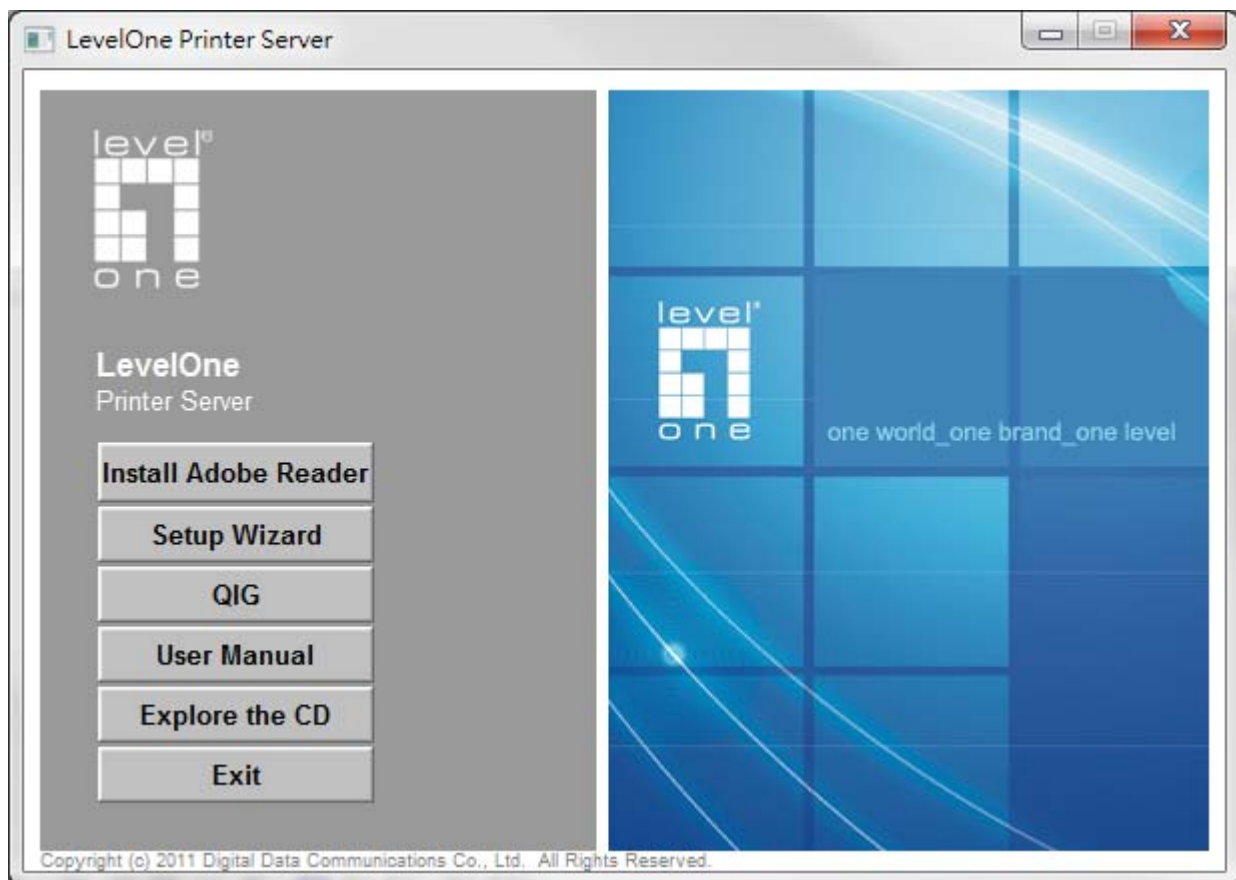 LevelOne Printer Server
level®
one
LevelOne
Printer Server
Install Adobe Reader
Setup Wizard
QIG
User Manual
Explore the CD
Exit
level®
one
one world_one brand_one level
Copyright (c) 2011 Digital Data Communications Co., Ltd. All Rights Reserved.